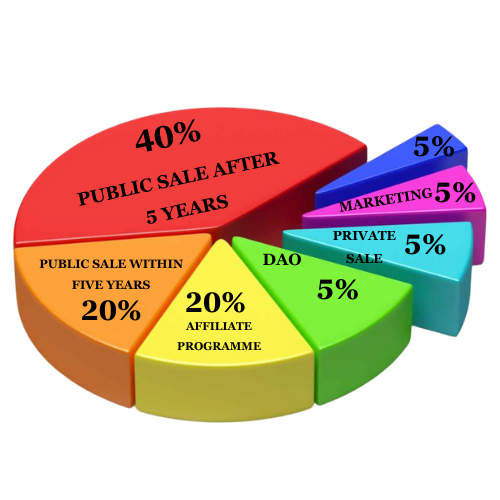 40%
PUBLIC SALE AFTER
5 YEARS
5%
MARKETING 5%
PRIVATE
SALE
5%
DAO
5%
20%
AFFILIATE
PROGRAMME
PUBLIC SALE WITHIN
FIVE YEARS
20%